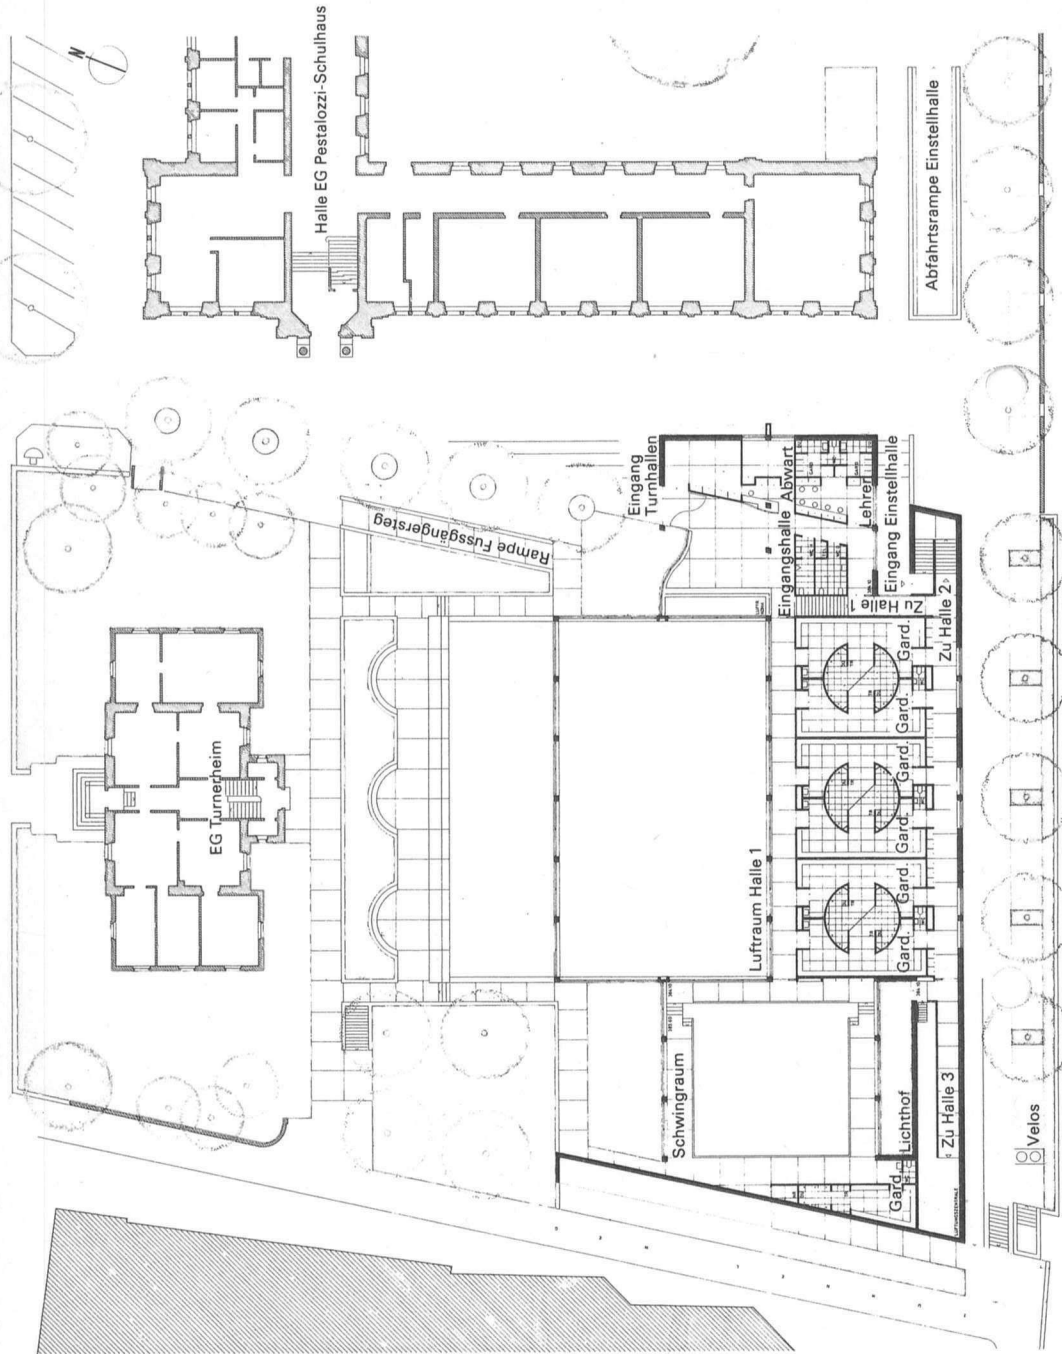 N
Halle EG Pestalozzi-Schulhaus
Abfahrtsrampe Einstellhalle
Eingang
Turnhallen
Rampe Fussgängersteg
Eingangshalle
Abwart
Lehrer
Eingang Einstellhalle
Zu Halle 1
Zu Halle 2
EG Turnerheim
Luftraum Halle 1
Gard.
Gard.
Gard.
Gard.
Gard.
Gard.
Schwingraum
Lichthof
Zu Halle 3
Gard.
LÜFTUNGSZENTRALE
Velos